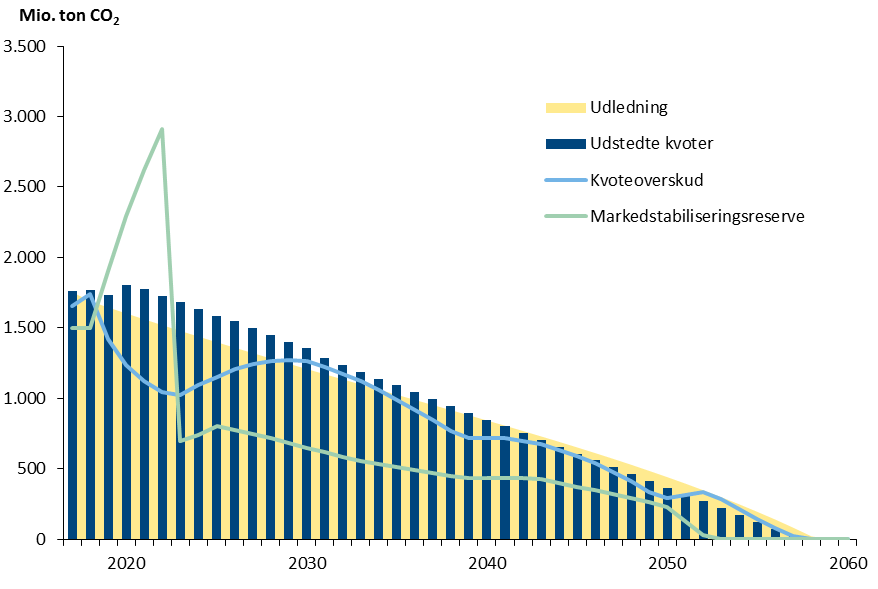 Mio. ton CO₂
3.500
3.000
2.500
2.000
1.500
1.000
500
0
Udledning
Udstedte kvoter
Kvoteoverskud
Markedstabiliseringsreserve
2020 2030 2040 2050 2060